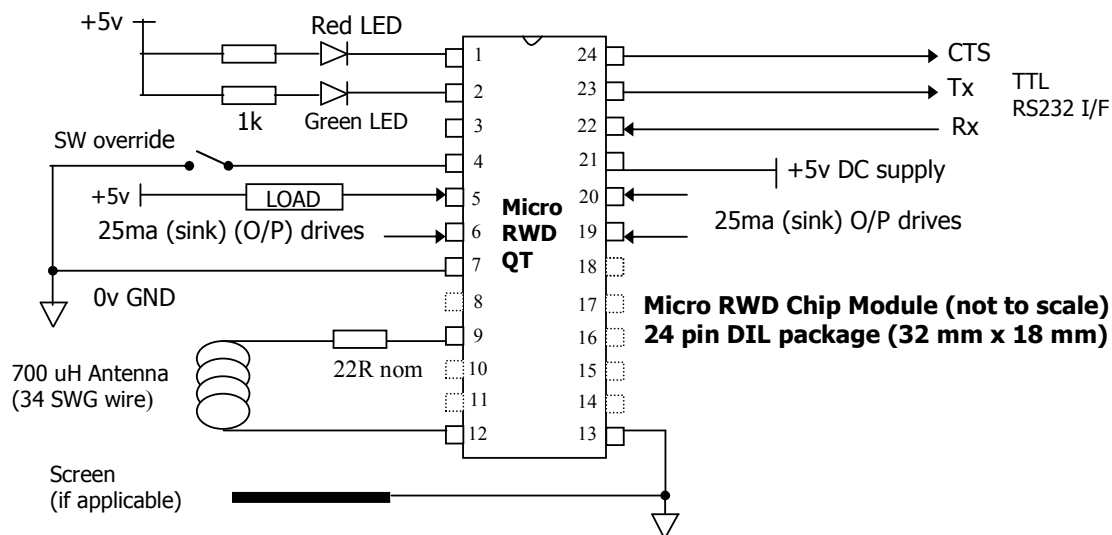 +5v
Red LED
1
24
CTS
2
23
Tx
TTL
RS232 I/F
1k
Green LED
3
22
Rx
SW override
4
21
+5v DC supply
+5v
LOAD
5
20
25ma (sink) (O/P) drives
6
Micro
RWD
QT
19
25ma (sink) O/P drives
7
18
0v GND
8
17
Micro RWD Chip Module (not to scale)
24 pin DIL package (32 mm x 18 mm)
9
16
22R nom
700 uH Antenna
(34 SWG wire)
10
15
11
14
12
13
Screen
(if applicable)